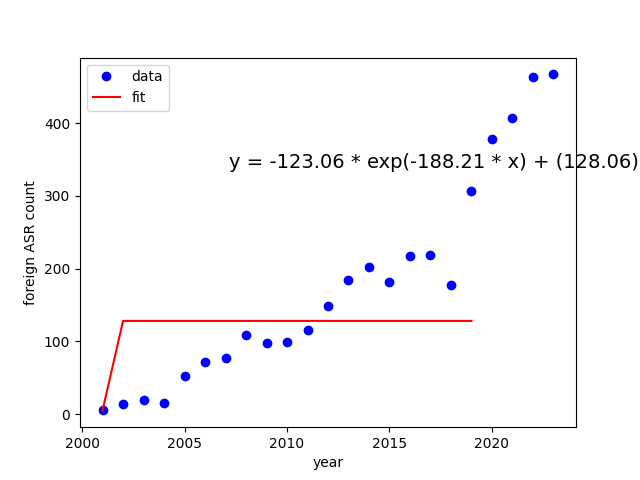 data
fit
y = -123.06 * exp(-188.21 * x) + (128.06)
400
300
200
100
0
foreign ASR count
2000 2005 2010 2015 2020
year